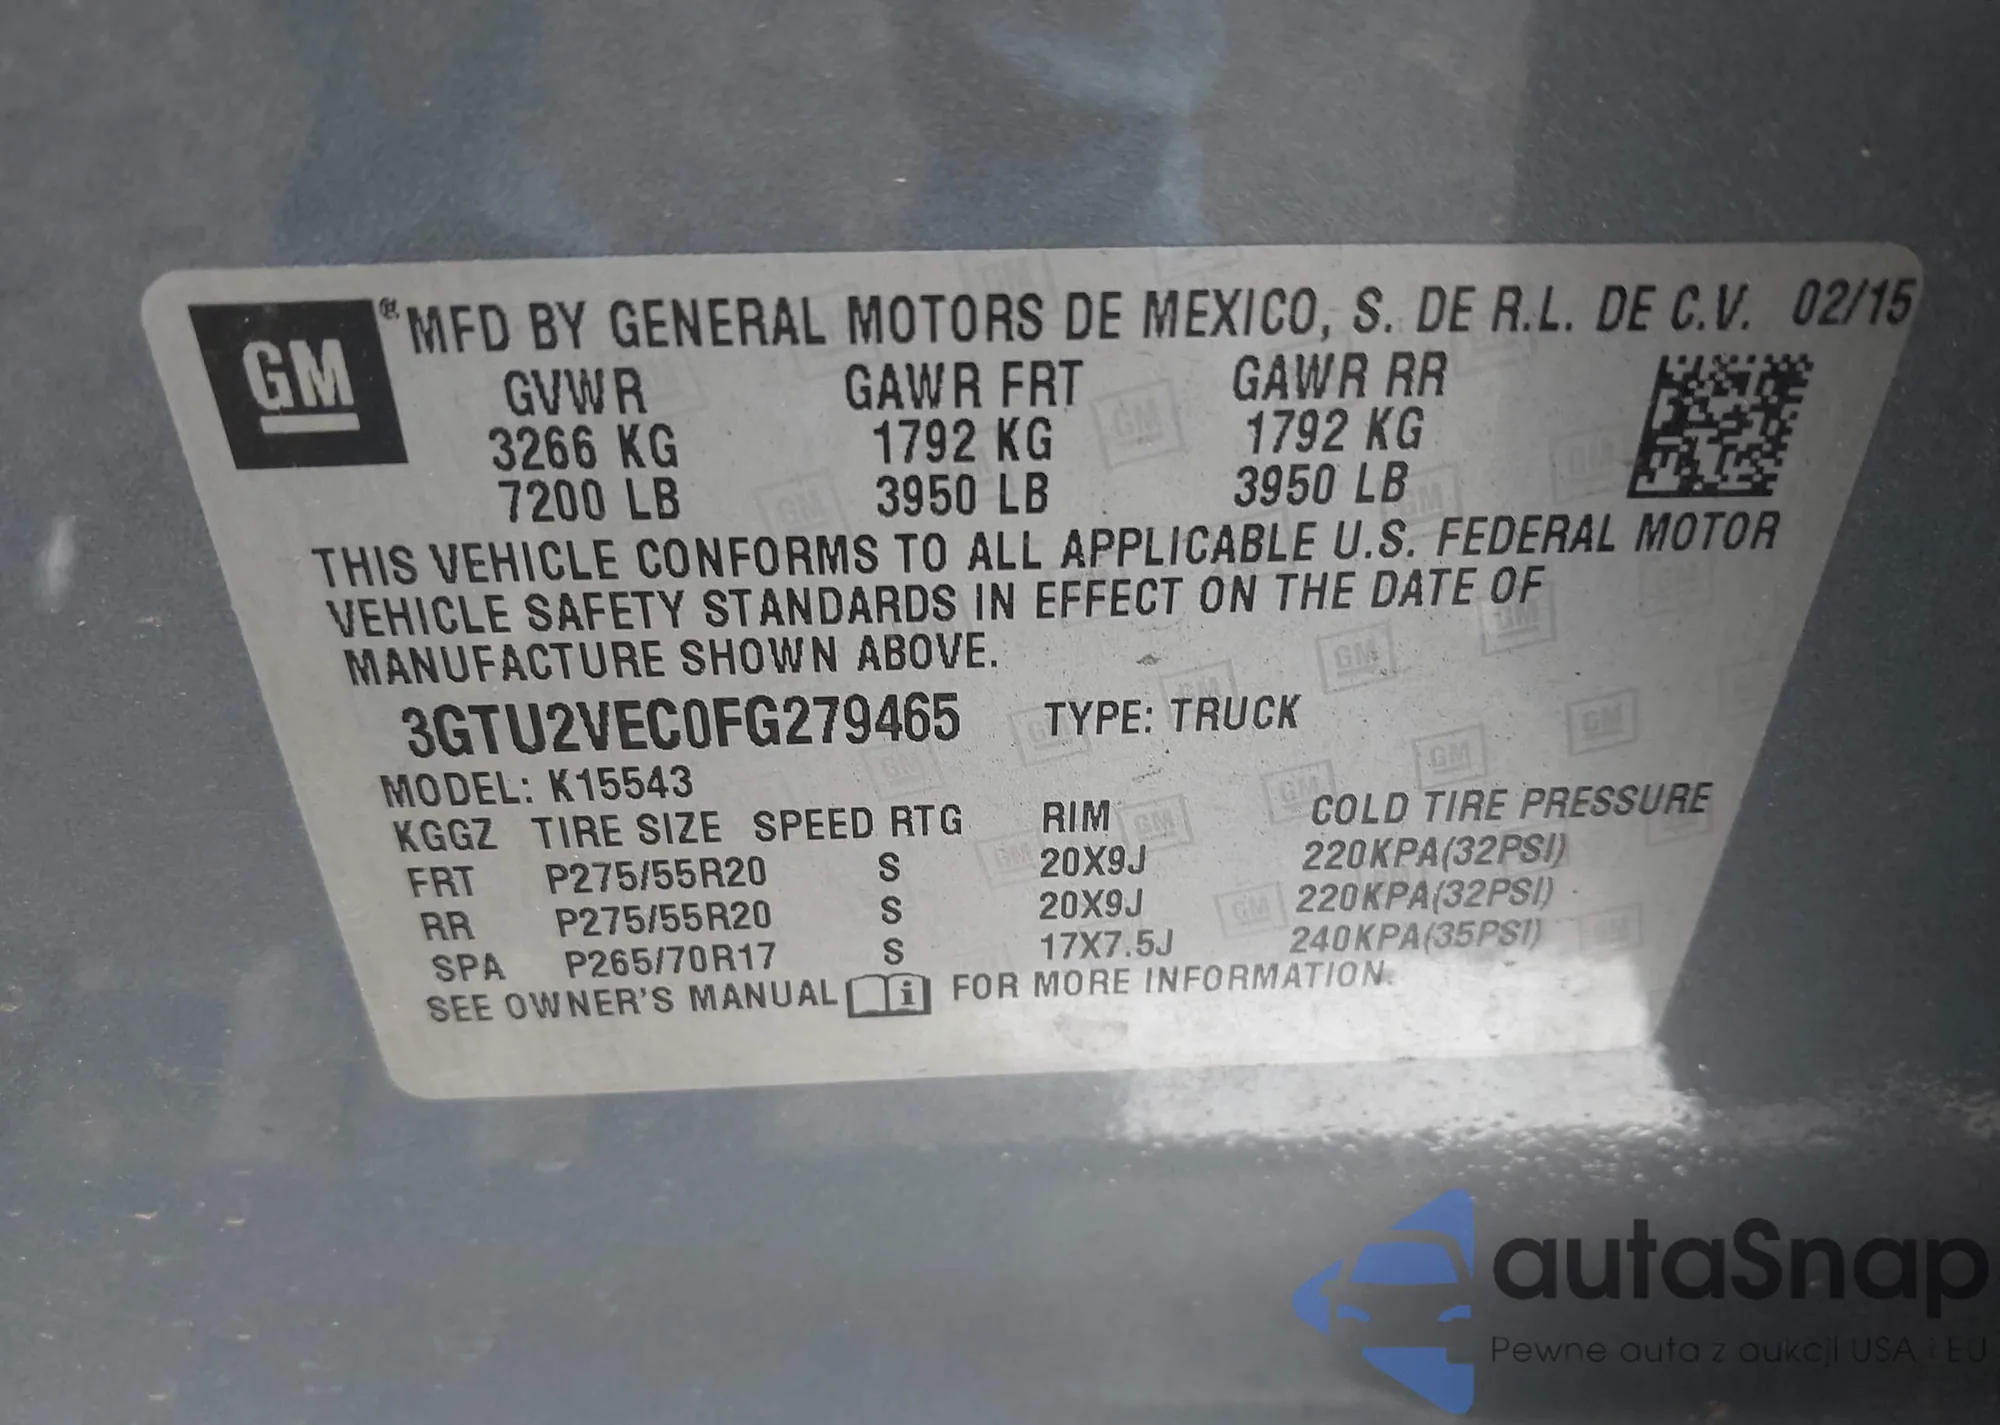 GM
® MFD BY GENERAL MOTORS DE MEXICO, S. DE R.L. DE C.V. 02/15
GVWR GAWR FRT GAWR RR
3266 KG 1792 KG 1792 KG
7200 LB 3950 LB 3950 LB
THIS VEHICLE CONFORMS TO ALL APPLICABLE U.S. FEDERAL MOTOR
VEHICLE SAFETY STANDARDS IN EFFECT ON THE DATE OF
MANUFACTURE SHOWN ABOVE.
3GTU2VEC0FG279465 TYPE: TRUCK
MODEL: K15543
KGGZ TIRE SIZE SPEED RTG RIM COLD TIRE PRESSURE
FRT P275/55R20 S 20X9J 220KPA(32PSI)
RR P275/55R20 S 20X9J 220KPA(32PSI)
SPA P265/70R17 S 17X7.5J 240KPA(35PSI)
SEE OWNER'S MANUAL i FOR MORE INFORMATION.
autaSnap
Pewne auta z aukcji USA i EU